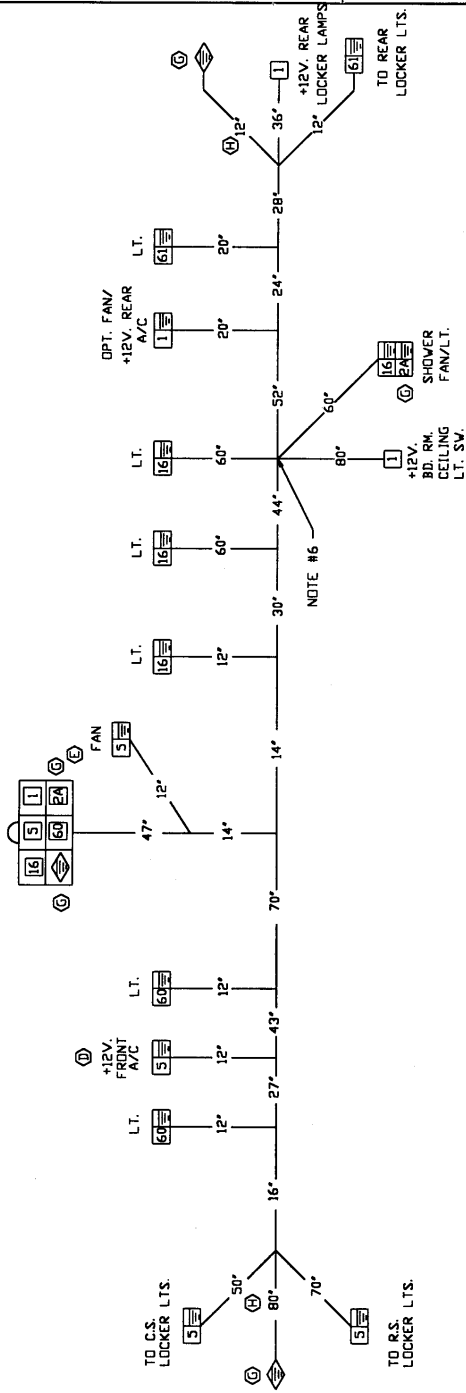 G
12"
H
36"
1
+12V. REAR
LOCKER LAMPS
12"
61
TO REAR
LOCKER LTS.
28"
LT.
61
20"
24"
OPT. FAN/
+12V. REAR
A/C
1
20"
52"
LT.
16
60"
60"
16
2A
G
SHOWER
FAN/LT.
80"
1
+12V.
BD. RM.
CEILING
LT. SW.
44"
NOTE #6
LT.
16
60"
30"
LT.
16
12"
14"
16
5
1
60
2A
G
G
E
FAN
5
12"
47"
14"
70"
LT.
60
12"
43"
D
+12V.
FRONT
A/C
5
12"
27"
LT.
60
12"
16"
TO C.S.
LOCKER LTS.
5
50"
H
80"
G
70"
5
TO R.S.
LOCKER LTS.